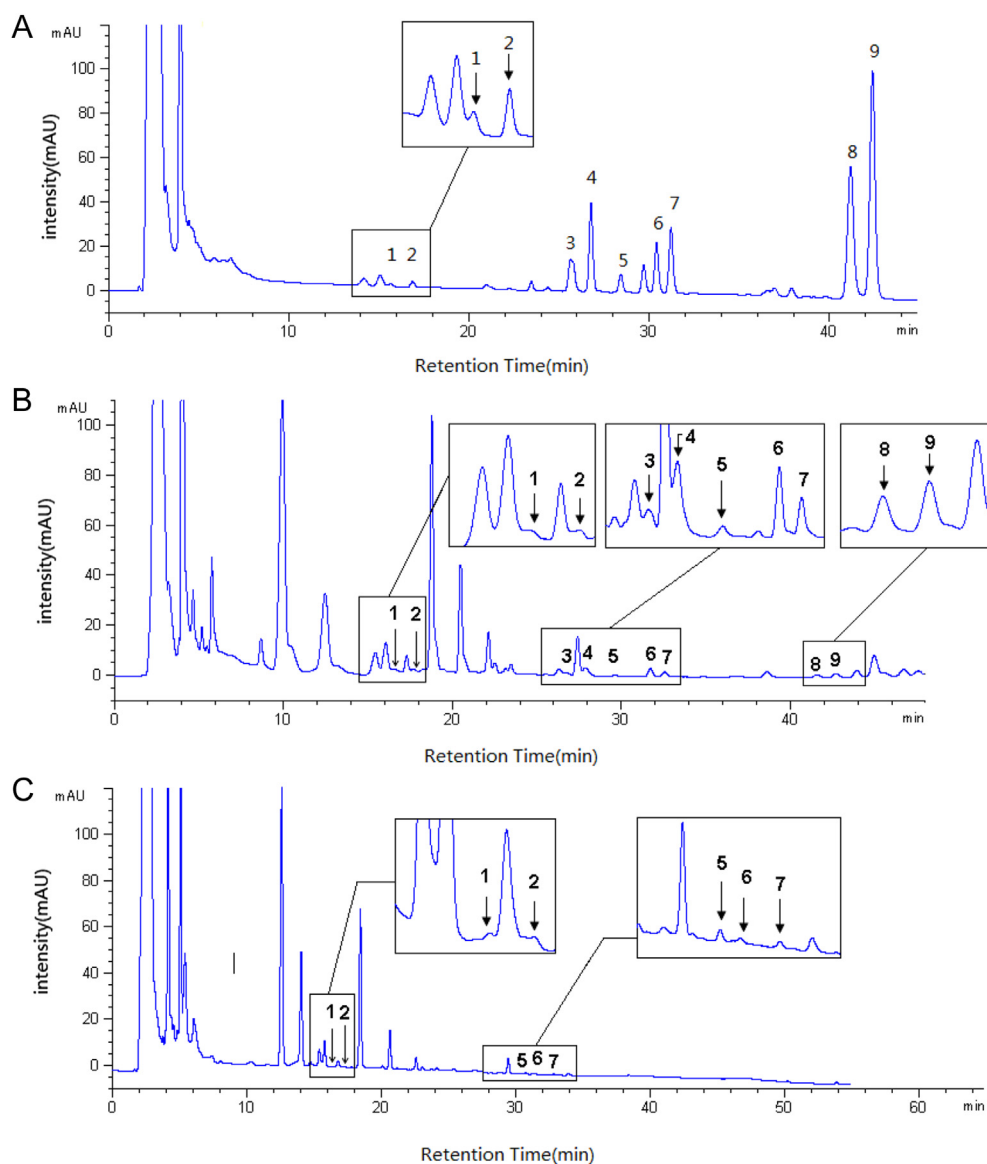 A
mAU
intensity(mAU)
100
80
60
40
20
0
1 2
1 2 3 4 5 6 7 8 9
0 10 20 30 40 min
Retention Time(min)
B
mAU
intensity(mAU)
100
80
60
40
20
0
1 2
3 4 5 6 7
8 9
1 2 3 4 5 6 7 8 9
0 10 20 30 40 min
Retention Time(min)
C
mAU
intensity(mAU)
100
80
60
40
20
0
1 2
5 6 7
1 2 5 6 7
0 10 20 30 40 50 60 min
Retention Time(min)